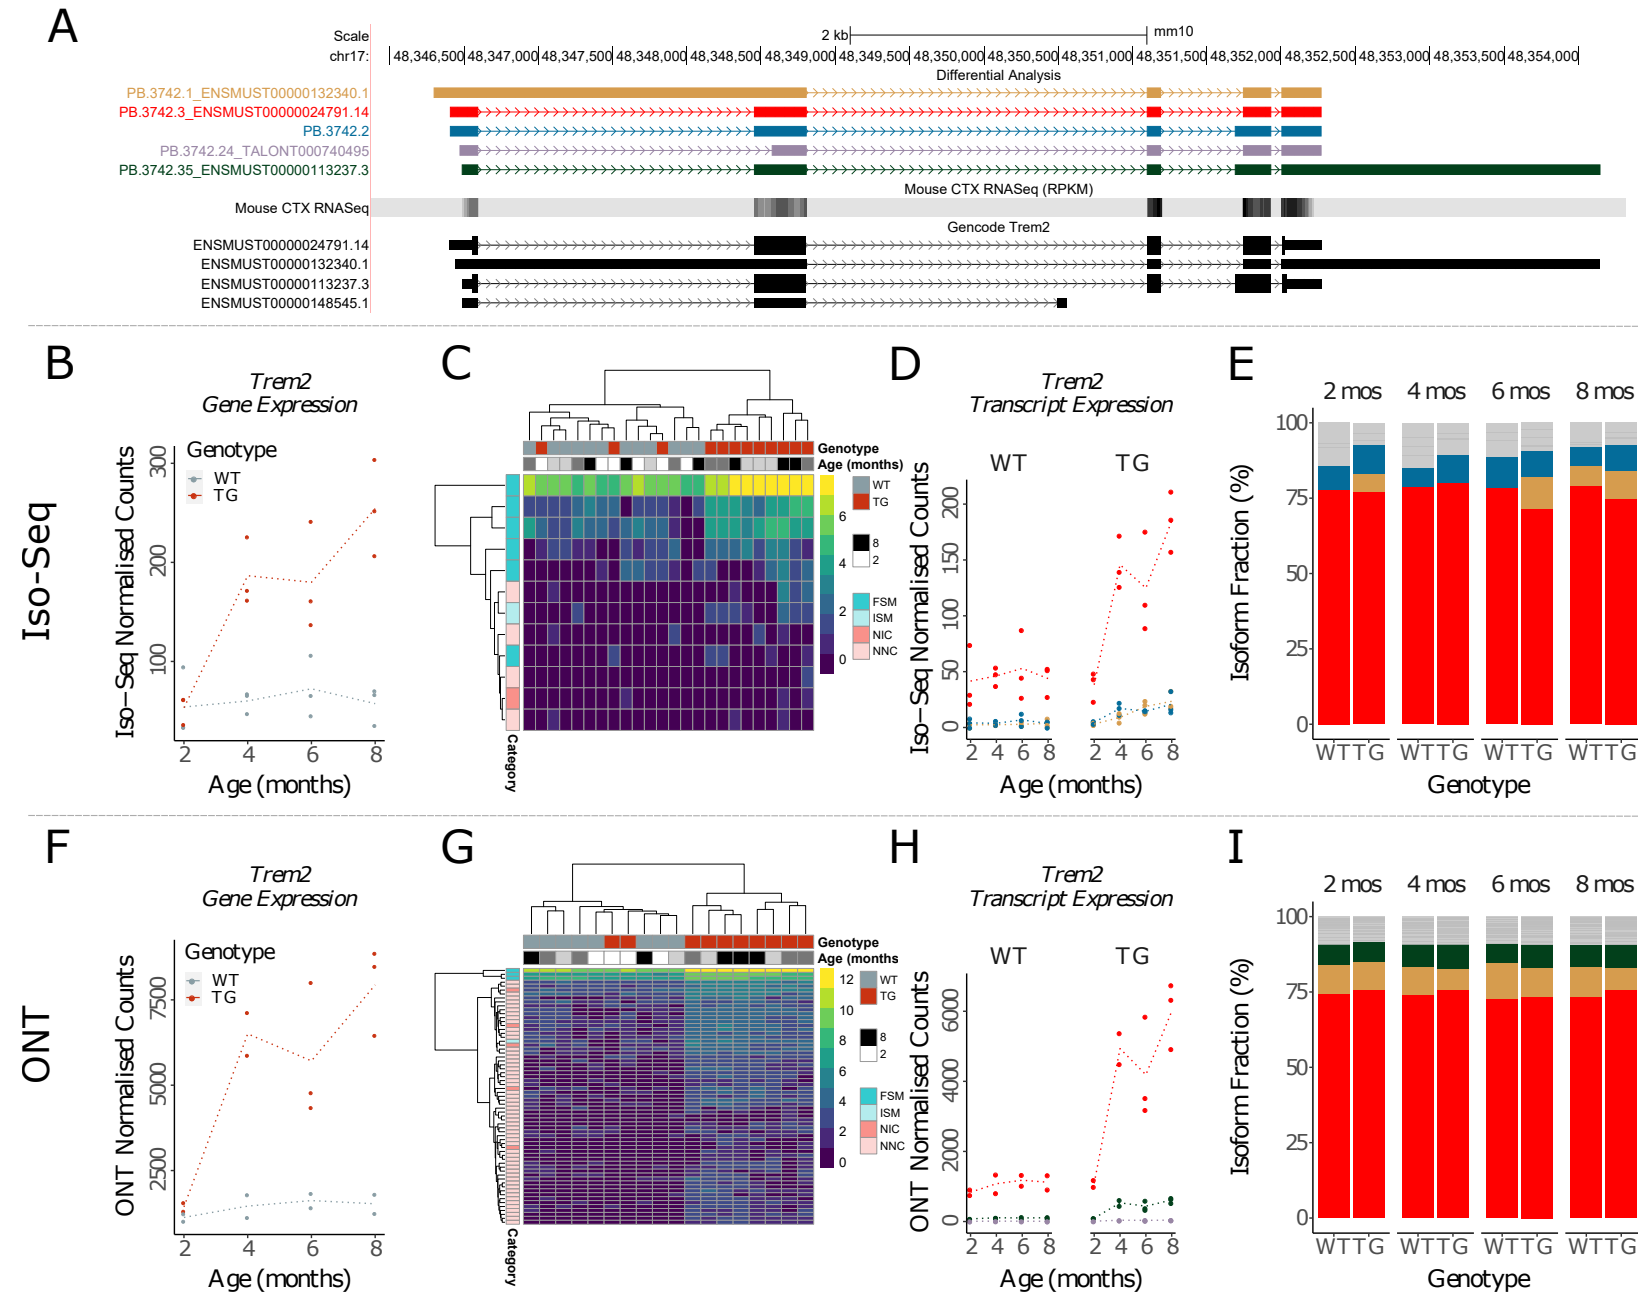 A
Scale 2 kb mm10
chr17: 48,346,500 48,347,000 48,347,500 48,348,000 48,348,500 48,349,000 48,349,500 48,350,000 48,350,500 48,351,000 48,351,500 48,352,000 48,352,500 48,353,000 48,353,500 48,354,000
Differential Analysis
PB.3742.1_ENSMUST00000132340.1
PB.3742.3_ENSMUST00000024791.14
PB.3742.2
PB.3742.24_TALONT000740495
PB.3742.35_ENSMUST00000113237.3
Mouse CTX RNASeq (RPKM)
Mouse CTX RNASeq
Gencode Trem2
ENSMUST00000024791.14
ENSMUST00000132340.1
ENSMUST00000113237.3
ENSMUST00000148545.1
Iso-Seq
B
Trem2
Gene Expression
Iso−Seq Normalised Counts
300
200
100
Genotype
WT
TG
2 4 6 8
Age (months)
C
Genotype
Age (months)
6
4
2
0
WT
TG
8
2
FSM
ISM
NIC
NNC
Category
D
Trem2
Transcript Expression
WT TG
Iso−Seq Normalised Counts
200
150
100
50
0
2 4 6 8 2 4 6 8
Age (months)
E
2 mos 4 mos 6 mos 8 mos
Isoform Fraction (%)
100
75
50
25
0
WT TG WT TG WT TG WT TG
Genotype
ONT
F
Trem2
Gene Expression
ONT Normalised Counts
7500
5000
2500
Genotype
WT
TG
2 4 6 8
Age (months)
G
Genotype
Age (months
12
10
8
6
4
2
0
WT
TG
8
2
FSM
ISM
NIC
NNC
Category
H
Trem2
Transcript Expression
WT TG
ONT Normalised Counts
6000
4000
2000
0
2 4 6 8 2 4 6 8
Age (months)
I
2 mos 4 mos 6 mos 8 mos
Isoform Fraction (%)
100
75
50
25
0
WT TG WT TG WT TG WT TG
Genotype